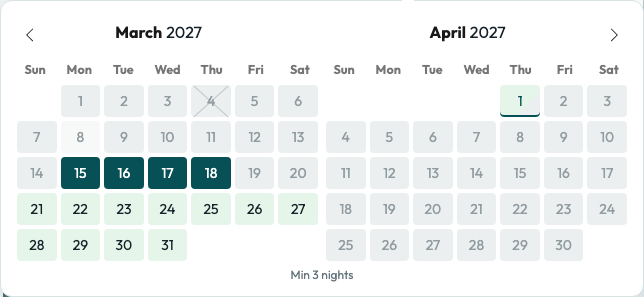 March 2027
Sun Mon Tue Wed Thu Fri Sat
1 2 3 4 5 6
7 8 9 10 11 12 13
14 15 16 17 18 19 20
21 22 23 24 25 26 27
28 29 30 31
April 2027
Sun Mon Tue Wed Thu Fri Sat
1 2 3
4 5 6 7 8 9 10
11 12 13 14 15 16 17
18 19 20 21 22 23 24
25 26 27 28 29 30
Min 3 nights